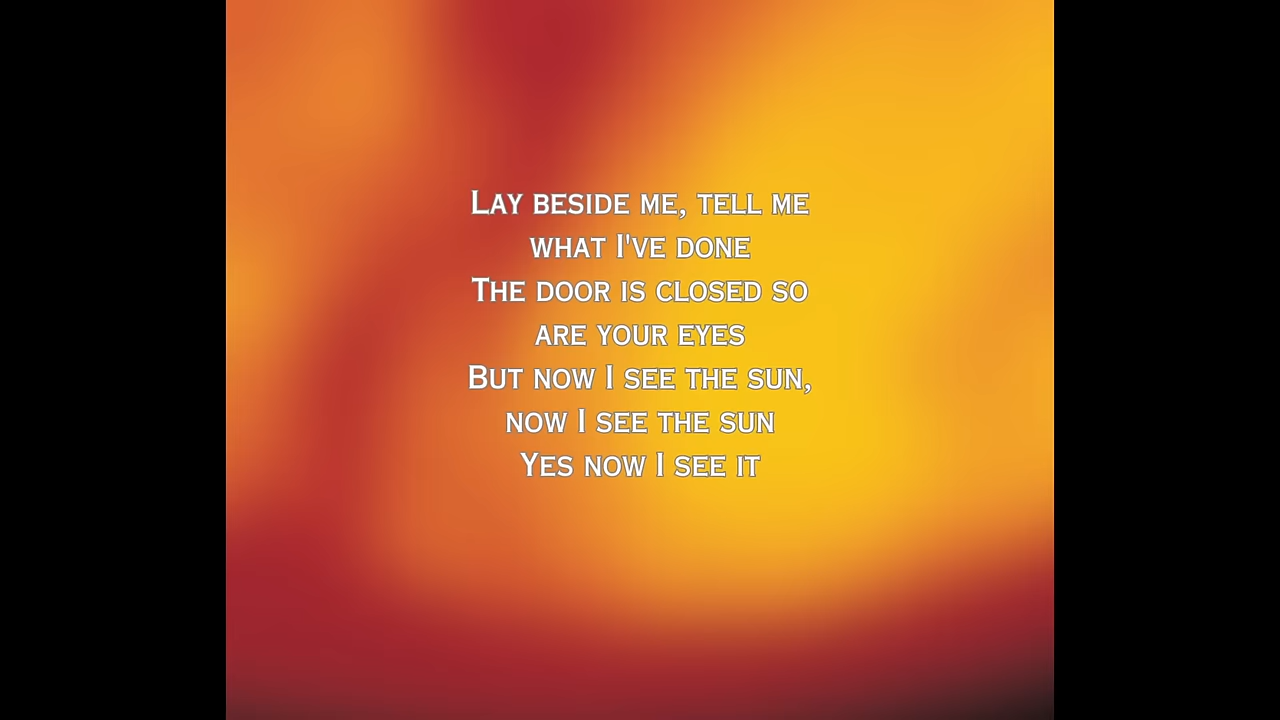 Lay beside me, tell me
what I've done
The door is closed so
are your eyes
But now I see the sun,
now I see the sun
Yes now I see it